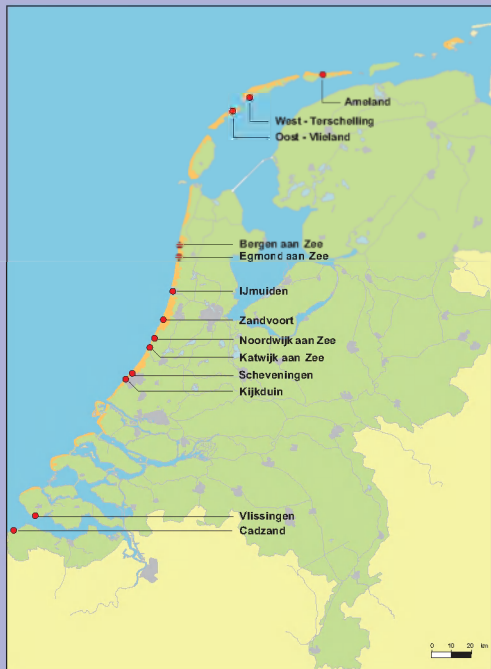 Ameland
West - Terschelling
Oost - Vlieland
Bergen aan Zee
Egmond aan Zee
IJmuiden
Zandvoort
Noordwijk aan Zee
Katwijk aan Zee
Scheveningen
Kijkduin
Vlissingen
Cadzand
0 10 20 km